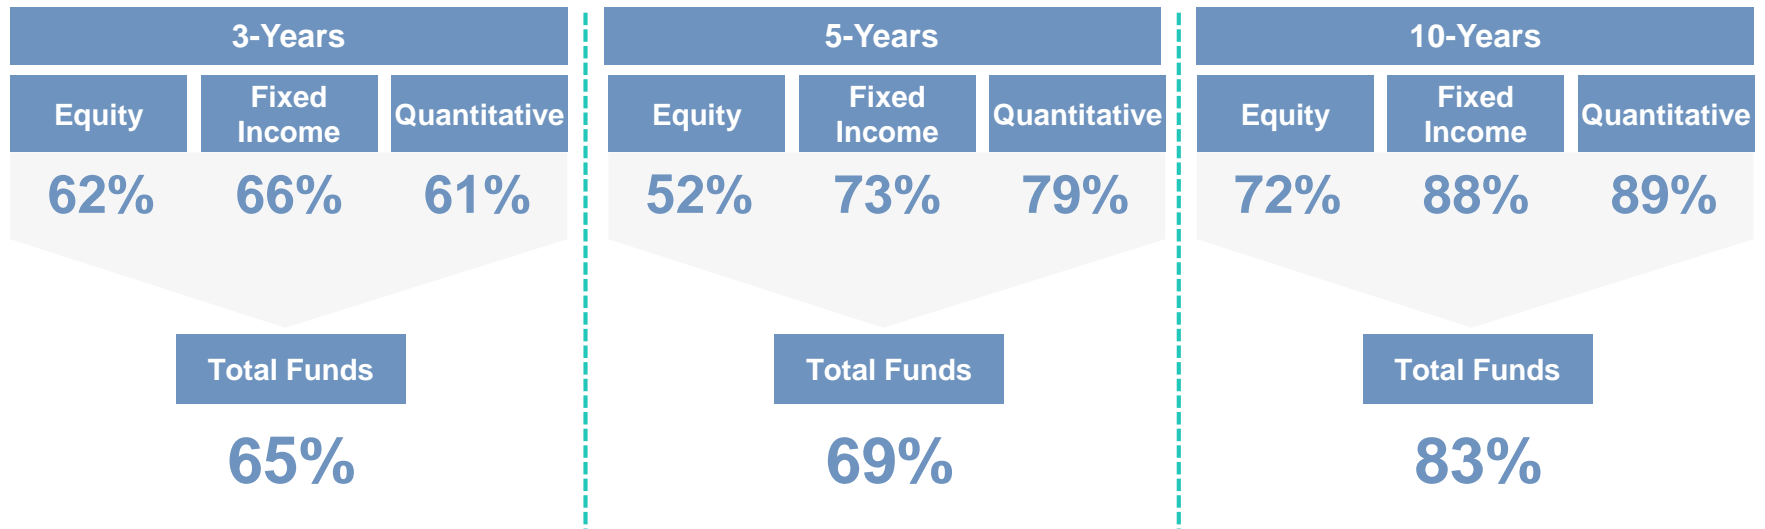 3-Years
Equity
Fixed
Income
Quantitative
62%
66%
61%
Total Funds
65%
5-Years
Equity
Fixed
Income
Quantitative
52%
73%
79%
Total Funds
69%
10-Years
Equity
Fixed
Income
Quantitative
72%
88%
89%
Total Funds
83%